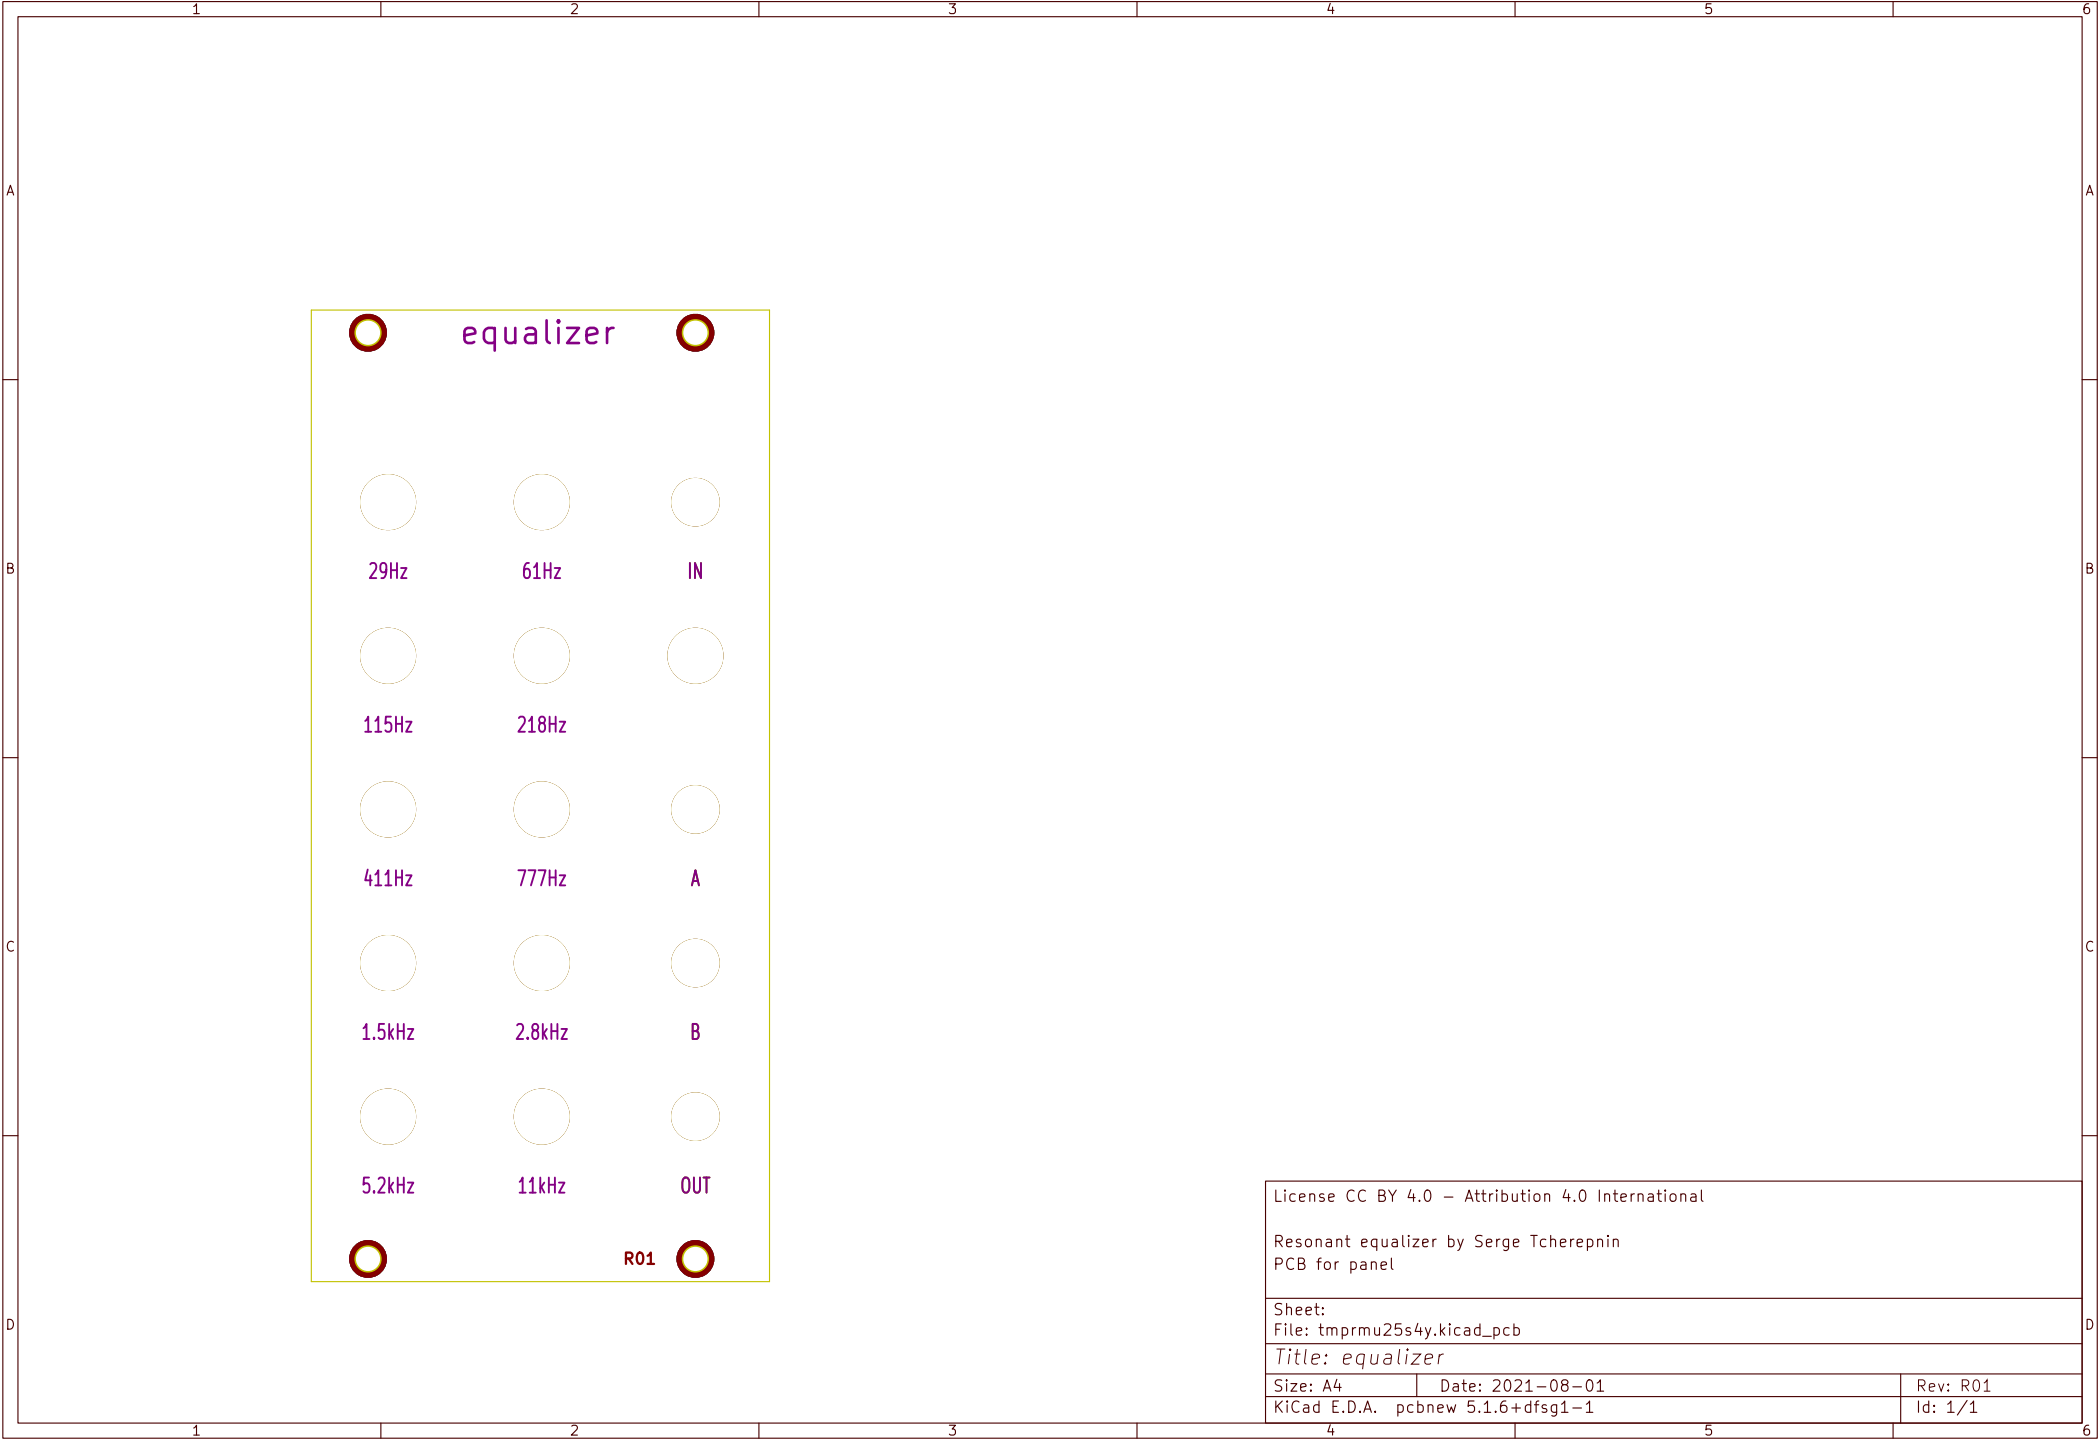 1 2 3 4 5 6
A A
B B
C C
D D
equalizer
29Hz 61Hz IN
115Hz 218Hz
411Hz 777Hz A
1.5kHz 2.8kHz B
5.2kHz 11kHz OUT
R01
License CC BY 4.0 – Attribution 4.0 International
Resonant equalizer by Serge Tcherepnin
PCB for panel
Sheet:
File: tmprmu25s4y.kicad_pcb
Title: equalizer
Size: A4 Date: 2021-08-01 Rev: R01
KiCad E.D.A. pcbnew 5.1.6+dfsg1-1 Id: 1/1
1 2 3 4 5 6